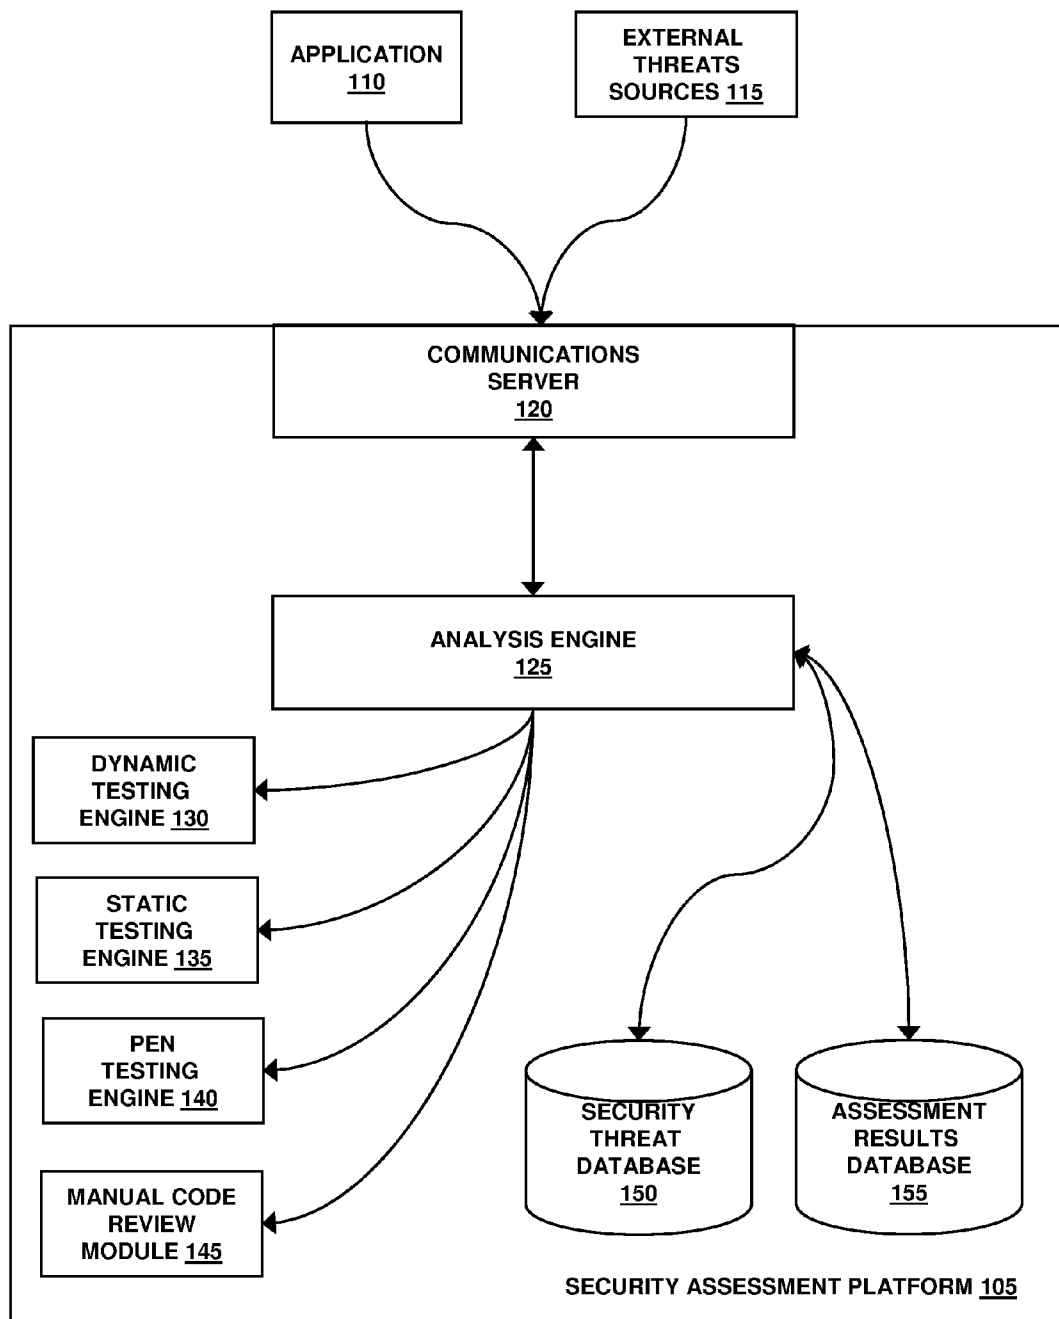 APPLICATION
110
EXTERNAL
THREATS
SOURCES 115
COMMUNICATIONS
SERVER
120
ANALYSIS ENGINE
125
DYNAMIC
TESTING
ENGINE 130
STATIC
TESTING
ENGINE 135
PEN
TESTING
ENGINE 140
MANUAL CODE
REVIEW
MODULE 145
SECURITY
THREAT
DATABASE
150
ASSESSMENT
RESULTS
DATABASE
155
SECURITY ASSESSMENT PLATFORM 105